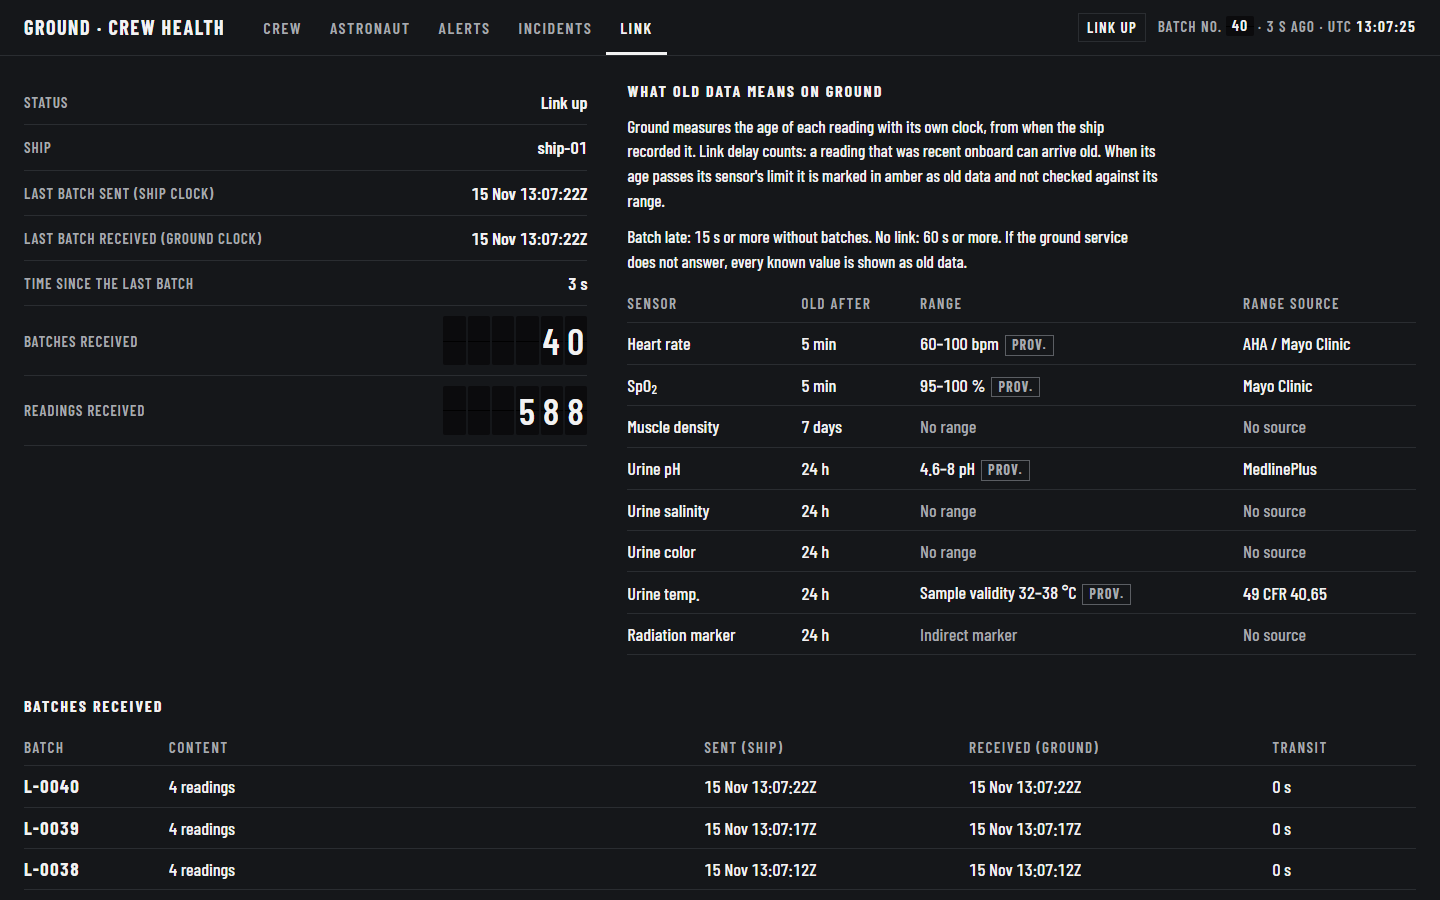 GROUND · CREW HEALTH CREW ASTRONAUT ALERTS INCIDENTS LINK LINK UP BATCH NO. 40 · 3 S AGO · UTC 13:07:25
STATUS Link up
SHIP ship-01
LAST BATCH SENT (SHIP CLOCK) 15 Nov 13:07:22Z
LAST BATCH RECEIVED (GROUND CLOCK) 15 Nov 13:07:22Z
TIME SINCE THE LAST BATCH 3 s
BATCHES RECEIVED 40
READINGS RECEIVED 588
WHAT OLD DATA MEANS ON GROUND
Ground measures the age of each reading with its own clock, from when the ship
recorded it. Link delay counts: a reading that was recent onboard can arrive old. When its
age passes its sensor's limit it is marked in amber as old data and not checked against its
range.
Batch late: 15 s or more without batches. No link: 60 s or more. If the ground service
does not answer, every known value is shown as old data.
SENSOR OLD AFTER RANGE RANGE SOURCE
Heart rate 5 min 60–100 bpm PROV. AHA / Mayo Clinic
SpO₂ 5 min 95–100 % PROV. Mayo Clinic
Muscle density 7 days No range No source
Urine pH 24 h 4.6–8 pH PROV. MedlinePlus
Urine salinity 24 h No range No source
Urine color 24 h No range No source
Urine temp. 24 h Sample validity 32–38 °C PROV. 49 CFR 40.65
Radiation marker 24 h Indirect marker No source
BATCHES RECEIVED
BATCH CONTENT SENT (SHIP) RECEIVED (GROUND) TRANSIT
L-0040 4 readings 15 Nov 13:07:22Z 15 Nov 13:07:22Z 0 s
L-0039 4 readings 15 Nov 13:07:17Z 15 Nov 13:07:17Z 0 s
L-0038 4 readings 15 Nov 13:07:12Z 15 Nov 13:07:12Z 0 s